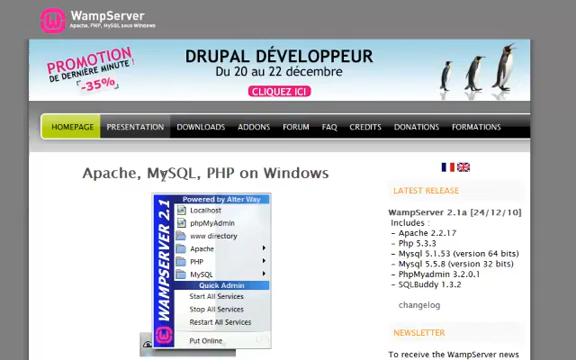 WampServer
Apache, PHP, MySQL sous Windows
PROMOTION
DE DERNIÈRE MINUTE !
-35%
DRUPAL DÉVELOPPEUR
Du 20 au 22 décembre
CLIQUEZ ICI
HOMEPAGE PRESENTATION DOWNLOADS ADDONS FORUM FAQ CREDITS DONATIONS FORMATIONS
Apache, MySQL, PHP on Windows
WAMPSERVER 2.1
Powered by Alter Way
Localhost
phpMyAdmin
www directory
Apache
PHP
MySQL
Quick Admin
Start All Services
Stop All Services
Restart All Services
Put Online
LATEST RELEASE
WampServer 2.1a [24/12/10]
Includes :
- Apache 2.2.17
- Php 5.3.3
- Mysql 5.1.53 (version 64 bits)
- Mysql 5.5.8 (version 32 bits)
- PhpMyadmin 3.2.0.1
- SQLBuddy 1.3.2
changelog
NEWSLETTER
To receive the WampServer news